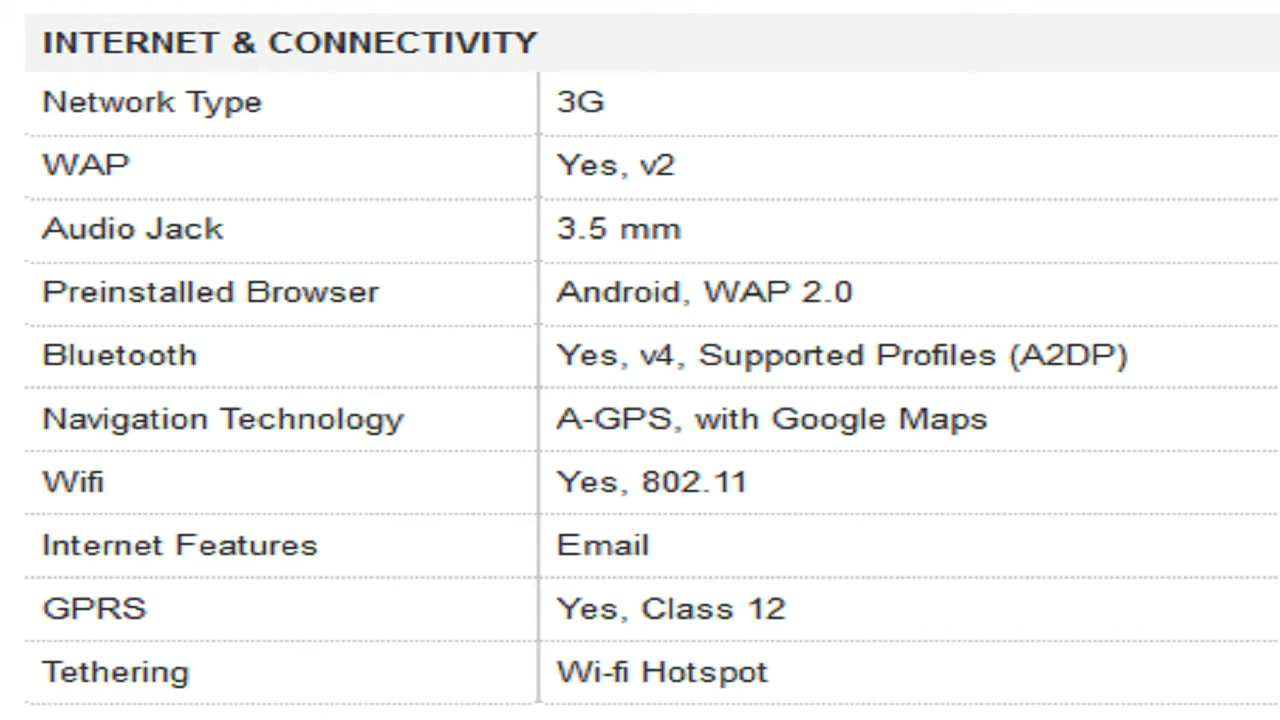 INTERNET & CONNECTIVITY
Network Type 3G
WAP Yes, v2
Audio Jack 3.5 mm
Preinstalled Browser Android, WAP 2.0
Bluetooth Yes, v4, Supported Profiles (A2DP)
Navigation Technology A-GPS, with Google Maps
Wifi Yes, 802.11
Internet Features Email
GPRS Yes, Class 12
Tethering Wi-fi Hotspot